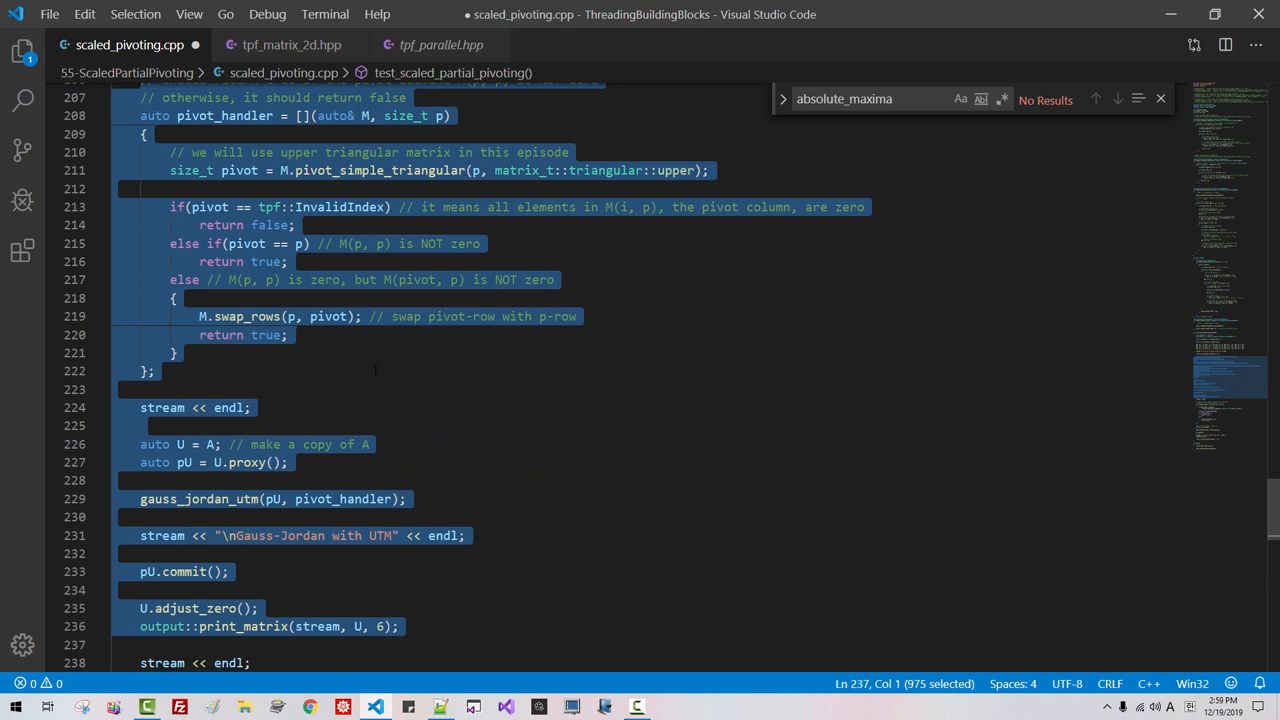 File Edit Selection View Go Debug Terminal Help
● scaled_pivoting.cpp - ThreadingBuildingBlocks - Visual Studio Code
scaled_pivoting.cpp ● tpf_matrix_2d.hpp tpf_parallel.hpp
55-ScaledPartialPivoting > scaled_pivoting.cpp > test_scaled_partial_pivoting()
absolute_maxima No Results
207 // otherwise, it should return false
208 auto pivot_handler = [](auto& M, size_t p)
209 {
210 // we will use upper triangular matrix in this episode
211 size_t pivot = M.
212
213 if(pivot == tpf::InvalidIndex) // means all elements of M(i, p), the pivot column, are zero
214 return false;
215 else if(pivot == p) // M(p, p) is NOT zero
216 return true;
217 else // M(p, p) is zero, but M(pivot, p) is NOT zero
218 {
219 M.swap_rows(p, pivot); // swap pivot-row with p-row
220 return true;
221 }
222 };
223
224 stream << endl;
225
226 auto U = A; // make a copy of A
227 auto pU = U.proxy();
228
229 gauss_jordan_utm(pU, pivot_handler);
230
231 stream << "\nGauss-Jordan with UTM" << endl;
232
233 pU.commit();
234
235 U.adjust_zero();
236 output::print_matrix(stream, U, 6);
237
238 stream << endl;
0 0 Ln 237, Col 1 (975 selected) Spaces: 4 UTF-8 CRLF C++ Win32
2:59 PM
12/19/2019